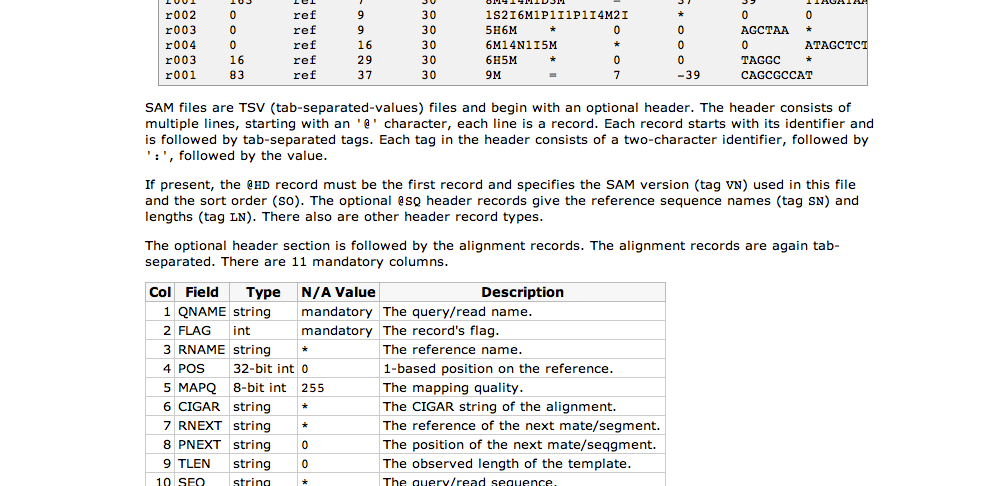 r002 0 ref 9 30 1S2I6M1P1I1P1I4M2I * 0 0
r003 0 ref 9 30 5H6M * 0 0 AGCTAA *
r004 0 ref 16 30 6M14N1I5M * 0 0 ATAGCTCT
r003 16 ref 29 30 6H5M * 0 0 TAGGC *
r001 83 ref 37 30 9M = 7 -39 CAGCGCCAT
SAM files are TSV (tab-separated-values) files and begin with an optional header. The header consists of
multiple lines, starting with an '@' character, each line is a record. Each record starts with its identifier and
is followed by tab-separated tags. Each tag in the header consists of a two-character identifier, followed by
':', followed by the value.
If present, the @HD record must be the first record and specifies the SAM version (tag VN) used in this file
and the sort order (SO). The optional @SQ header records give the reference sequence names (tag SN) and
lengths (tag LN). There also are other header record types.
The optional header section is followed by the alignment records. The alignment records are again tab-
separated. There are 11 mandatory columns.
Col Field Type N/A Value Description
1 QNAME string mandatory The query/read name.
2 FLAG int mandatory The record's flag.
3 RNAME string * The reference name.
4 POS 32-bit int 0 1-based position on the reference.
5 MAPQ 8-bit int 255 The mapping quality.
6 CIGAR string * The CIGAR string of the alignment.
7 RNEXT string * The reference of the next mate/segment.
8 PNEXT string 0 The position of the next mate/seqgment.
9 TLEN string 0 The observed length of the template.
10 SEQ string * The query/read sequence.